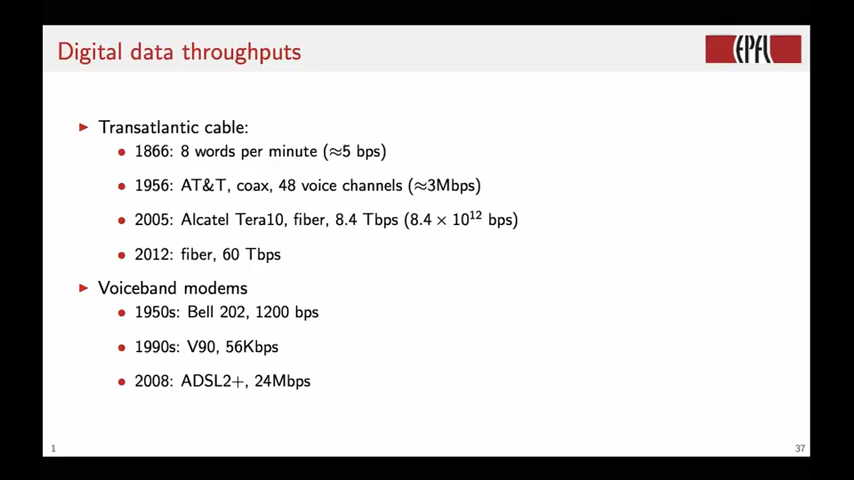 Digital data throughputs
EPFL
▶ Transatlantic cable:
• 1866: 8 words per minute (≈5 bps)
• 1956: AT&T, coax, 48 voice channels (≈3Mbps)
• 2005: Alcatel Tera10, fiber, 8.4 Tbps (8.4 × 10¹² bps)
• 2012: fiber, 60 Tbps
▶ Voiceband modems
• 1950s: Bell 202, 1200 bps
• 1990s: V90, 56Kbps
• 2008: ADSL2+, 24Mbps
1
37